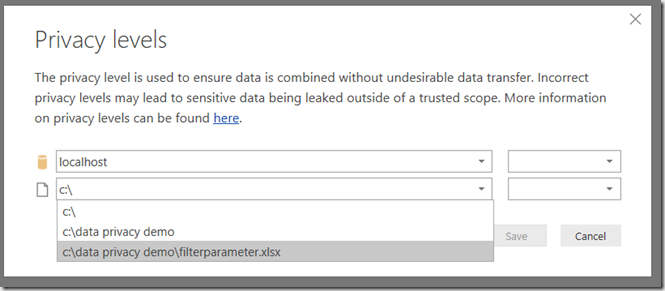 Privacy levels
The privacy level is used to ensure data is combined without undesirable data transfer. Incorrect
privacy levels may lead to sensitive data being leaked outside of a trusted scope. More information
on privacy levels can be found here.
localhost
c:\
c:\
c:\data privacy demo
c:\data privacy demo\filterparameter.xlsx
Save Cancel